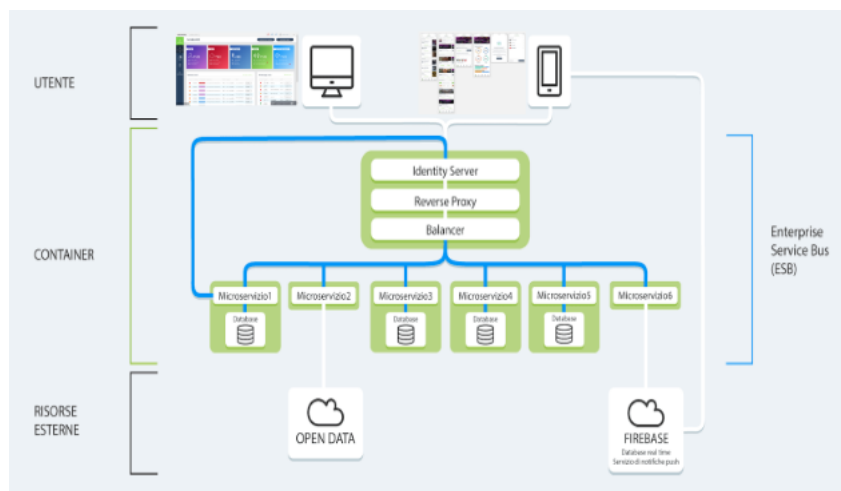 UTENTE
CONTAINER
Identity Server
Reverse Proxy
Balancer
Enterprise
Service Bus
(ESB)
Microservizio1
Microservizio2
Microservizio3
Microservizio4
Microservizio5
Microservizio6
Database
Database
Database
Database
RISORSE
ESTERNE
OPEN DATA
FIREBASE
Database real time
Servizio di notifiche push